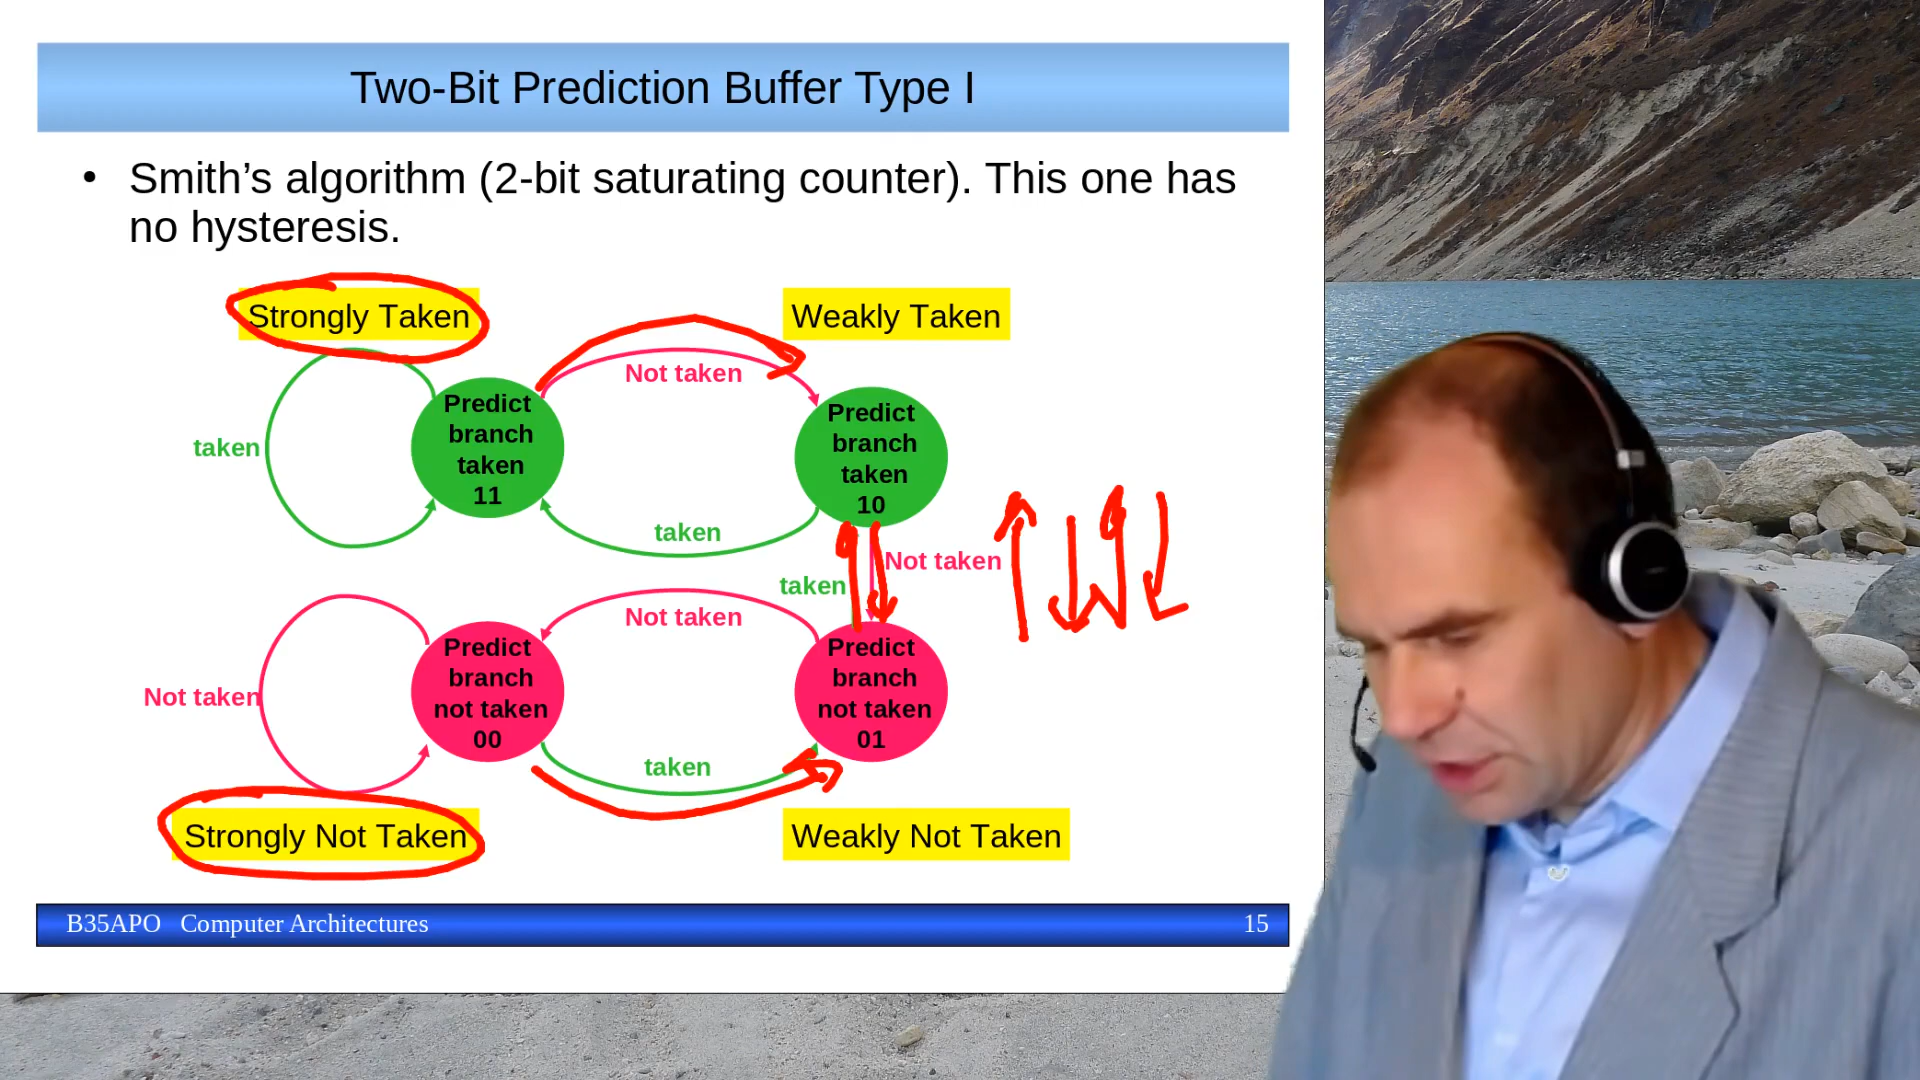 Two-Bit Prediction Buffer Type I
• Smith’s algorithm (2-bit saturating counter). This one has
no hysteresis.
Strongly Taken
Weakly Taken
Not taken
Predict
branch
taken
11
Predict
branch
taken
10
taken
taken
Not taken
taken
Not taken
Predict
branch
not taken
00
Predict
branch
not taken
01
Not taken
taken
Strongly Not Taken
Weakly Not Taken
B35APO Computer Architectures
15